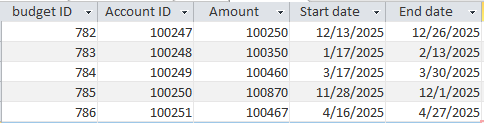 budget ID Account ID Amount Start date End date
782 100247 100250 12/13/2025 12/26/2025
783 100248 100350 1/17/2025 2/13/2025
784 100249 100460 3/17/2025 3/30/2025
785 100250 100870 11/28/2025 12/1/2025
786 100251 100467 4/16/2025 4/27/2025